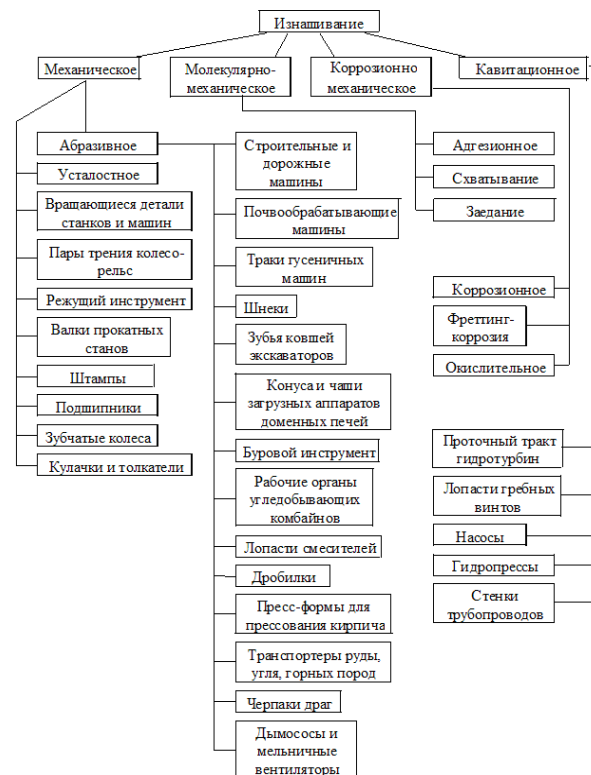 Изнашивание
Механическое
Молекулярно-
механическое
Коррозионно
механическое
Кавитационное
Абразивное
Усталостное
Вращающиеся детали
станков и машин
Пары трения колесо-
рельс
Режущий инструмент
Валки прокатных
станов
Штампы
Подшипники
Зубчатые колеса
Кулачки и толкатели
Строительные и
дорожные
машины
Почвообрабатывающие
машины
Траки гусеничных
машин
Шнеки
Зубья ковшей
экскаваторов
Конуса и чаши
загрузных аппаратов
доменных печей
Буровой инструмент
Рабочие органы
угледобывающих
комбайнов
Лопасти смесителей
Дробилки
Пресс-формы для
прессования кирпича
Транспортеры руды,
угля, горных пород
Черпаки драг
Дымососы и
мельничные
вентиляторы
Адгезионное
Схватывание
Заедание
Коррозионное
Фреттинг-
коррозия
Окислительное
Проточный тракт
гидротурбин
Лопасти гребных
винтов
Насосы
Гидропрессы
Стенки
трубопроводов